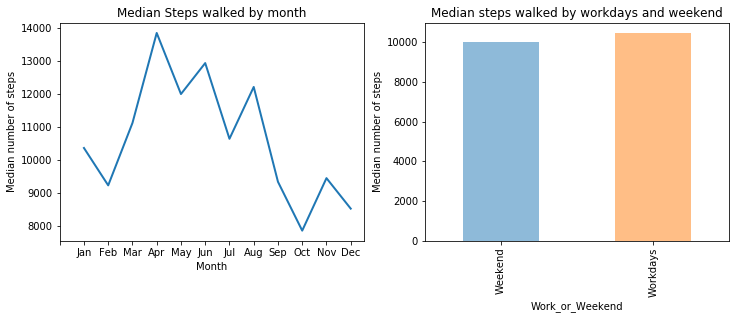 Median Steps walked by month
Median number of steps
14000
13000
12000
11000
10000
9000
8000
Jan Feb Mar Apr May Jun Jul Aug Sep Oct Nov Dec
Month
Median steps walked by workdays and weekend
Median number of steps
10000
8000
6000
4000
2000
0
Weekend
Workdays
Work_or_Weekend